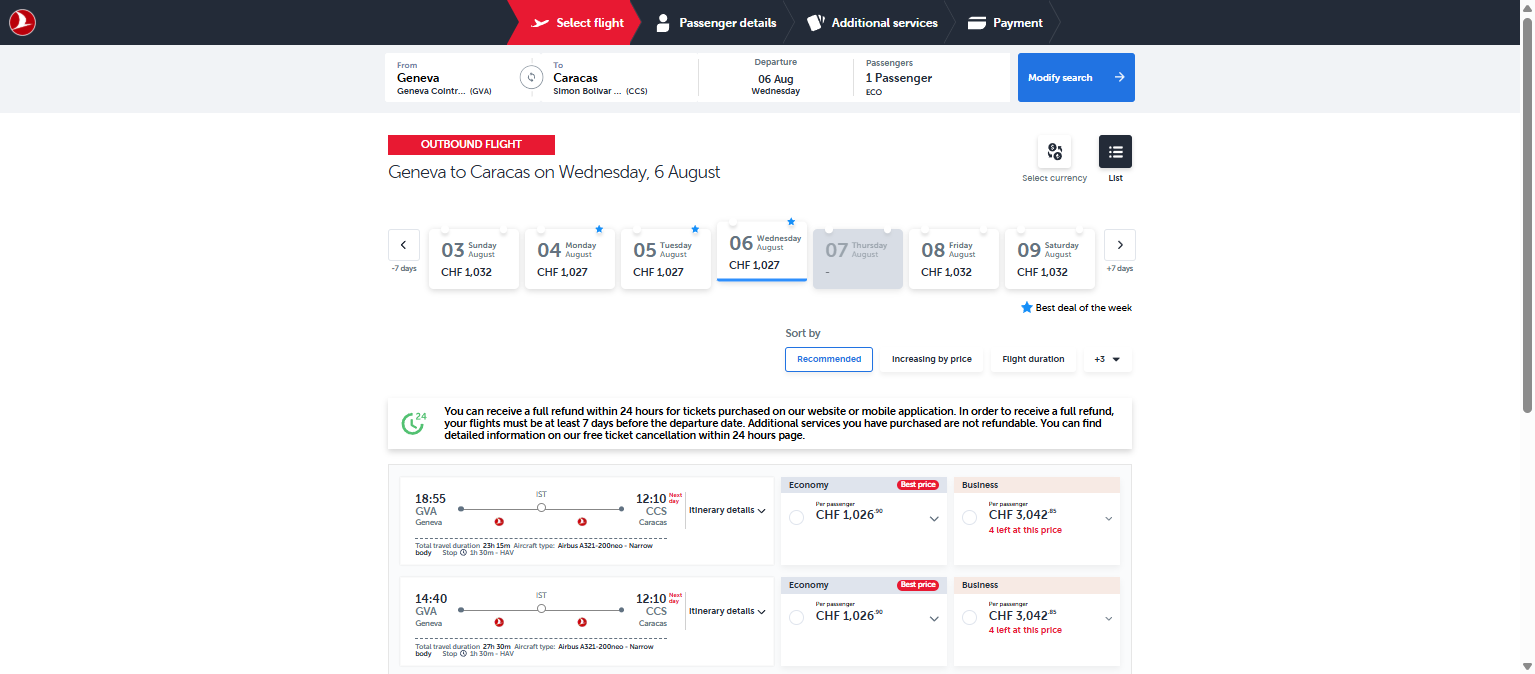 Select flight
Passenger details
Additional services
Payment
From
Geneva
Geneva Cointr... (GVA)
To
Caracas
Simon Bolivar ... (CCS)
Departure
06 Aug
Wednesday
Passengers
1 Passenger
ECO
Modify search
OUTBOUND FLIGHT
Geneva to Caracas on Wednesday, 6 August
Select currency
List
-7 days
03 Sunday August
CHF 1,032
04 Monday August
CHF 1,027
05 Tuesday August
CHF 1,027
06 Wednesday August
CHF 1,027
07 Thursday August
-
08 Friday August
CHF 1,032
09 Saturday August
CHF 1,032
+7 days
Best deal of the week
Sort by
Recommended
Increasing by price
Flight duration
+3
24
You can receive a full refund within 24 hours for tickets purchased on our website or mobile application. In order to receive a full refund,
your flights must be at least 7 days before the departure date. Additional services you have purchased are not refundable. You can find
detailed information on our free ticket cancellation within 24 hours page.
18:55
GVA
Geneva
IST
12:10 Next day
CCS
Caracas
Itinerary details
Total travel duration 23h 15m Aircraft type: Airbus A321-200neo - Narrow
body Stop 1h 30m - HAV
Economy
Best price
Per passenger
CHF 1,026.90
Business
Per passenger
CHF 3,042.85
4 left at this price
14:40
GVA
Geneva
IST
12:10 Next day
CCS
Caracas
Itinerary details
Total travel duration 27h 30m Aircraft type: Airbus A321-200neo - Narrow
body Stop 1h 30m - HAV
Economy
Best price
Per passenger
CHF 1,026.90
Business
Per passenger
CHF 3,042.85
4 left at this price